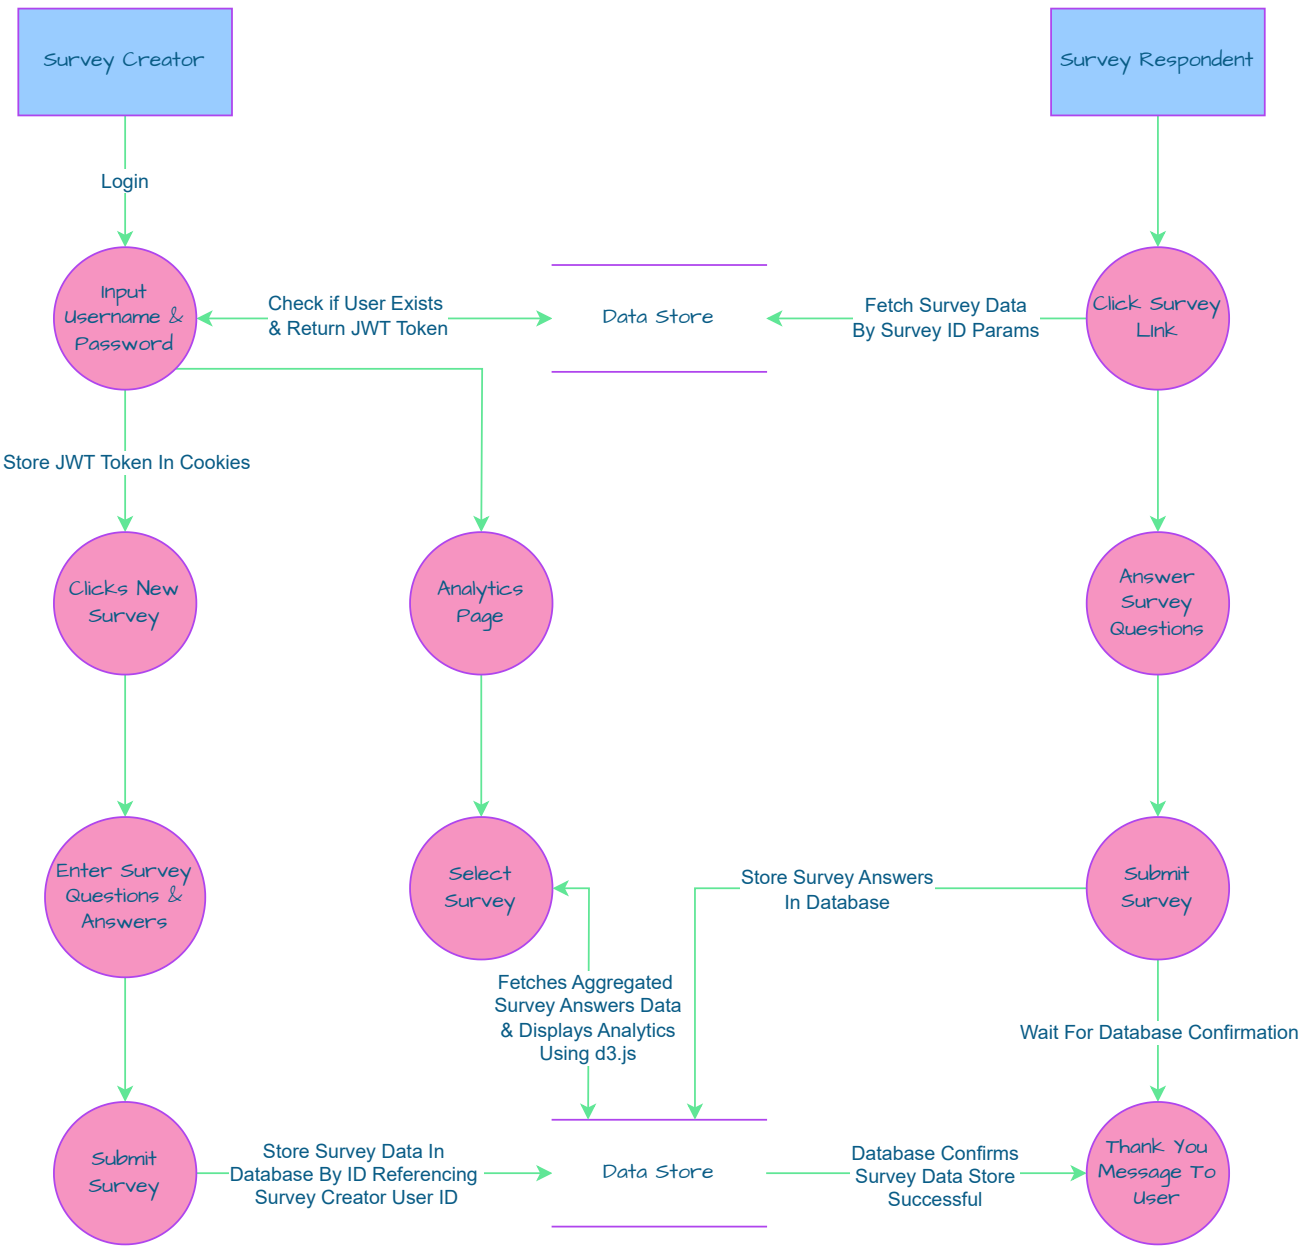 Survey Creator
Survey Respondent
Login
Input
Username &
Password
Check if User Exists
& Return JWT Token
Data Store
Fetch Survey Data
By Survey ID Params
Click Survey
LInk
Store JWT Token In Cookies
Clicks New
Survey
Analytics
Page
Answer
Survey
Questions
Enter Survey
Questions &
Answers
Select
Survey
Store Survey Answers
In Database
Submit
Survey
Fetches Aggregated
Survey Answers Data
& Displays Analytics
Using d3.js
Wait For Database Confirmation
Submit
Survey
Store Survey Data In
Database By ID Referencing
Survey Creator User ID
Data Store
Database Confirms
Survey Data Store
Successful
Thank You
Message To
User